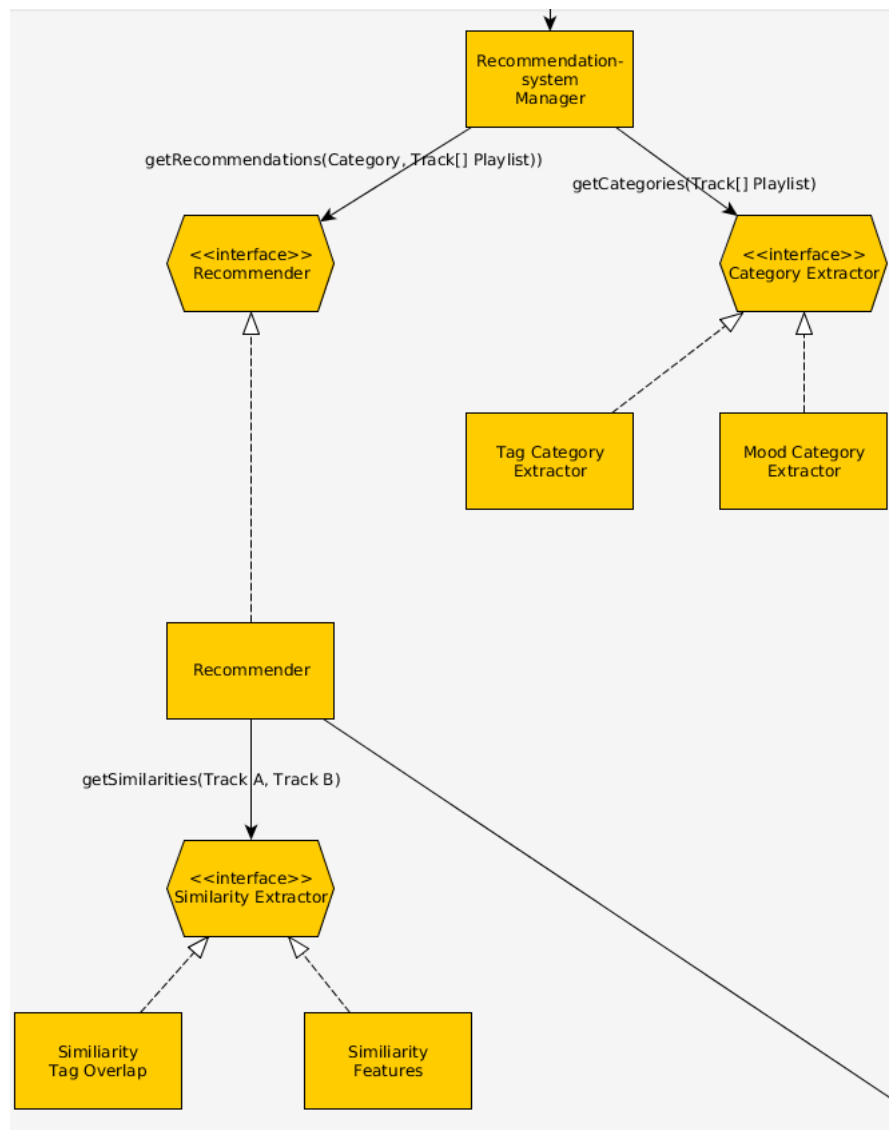 Recommendation-
system
Manager
getRecommendations(Category, Track[] Playlist))
getCategories(Track[] Playlist)
<<interface>>
Recommender
<<interface>>
Category Extractor
Tag Category
Extractor
Mood Category
Extractor
Recommender
getSimilarities(Track A, Track B)
<<interface>>
Similarity Extractor
Similiarity
Tag Overlap
Similiarity
Features